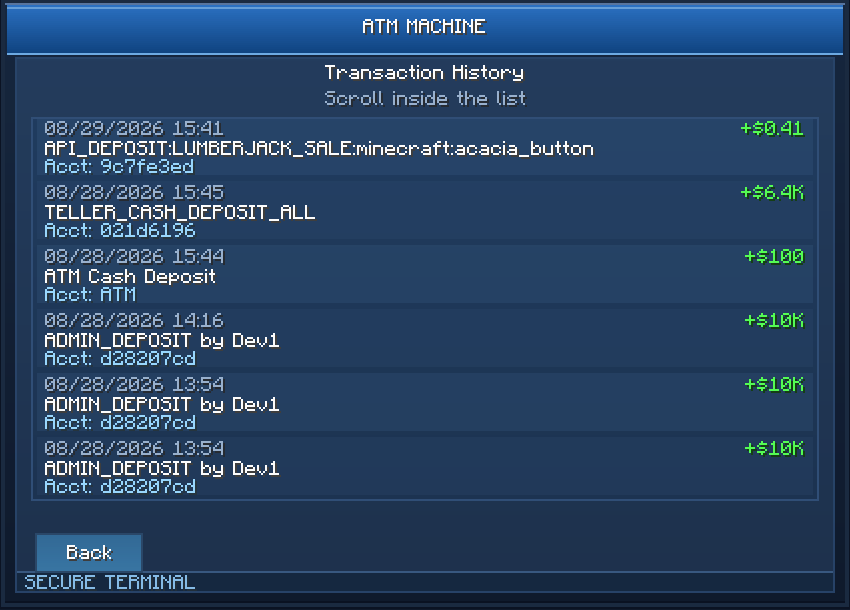 ATM MACHINE
Transaction History
Scroll inside the list
08/29/2026 15:41 +$0.41
API_DEPOSIT:LUMBERJACK_SALE:minecraft:acacia_button
Acct: 9c7fe3ed
08/28/2026 15:45 +$6.4K
TELLER_CASH_DEPOSIT_ALL
Acct: 021d6196
08/28/2026 15:44 +$100
ATM Cash Deposit
Acct: ATM
08/28/2026 14:16 +$10K
ADMIN_DEPOSIT by Dev1
Acct: d28207cd
08/28/2026 13:54 +$10K
ADMIN_DEPOSIT by Dev1
Acct: d28207cd
08/28/2026 13:54 +$10K
ADMIN_DEPOSIT by Dev1
Acct: d28207cd
Back
SECURE TERMINAL